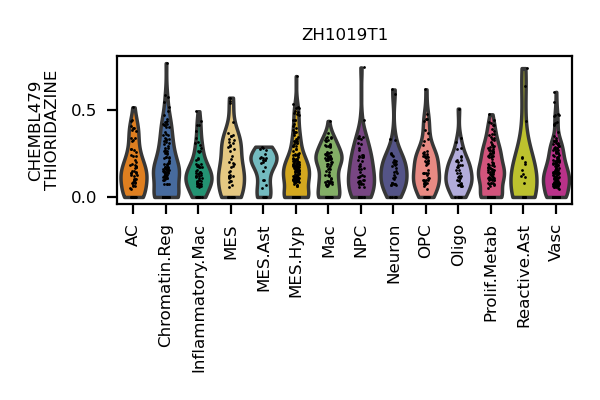 ZH1019T1
CHEMBL479
THIORIDAZINE
0.5
0.0
AC
Chromatin.Reg
Inflammatory.Mac
MES
MES.Ast
MES.Hyp
Mac
NPC
Neuron
OPC
Oligo
Prolif.Metab
Reactive.Ast
Vasc